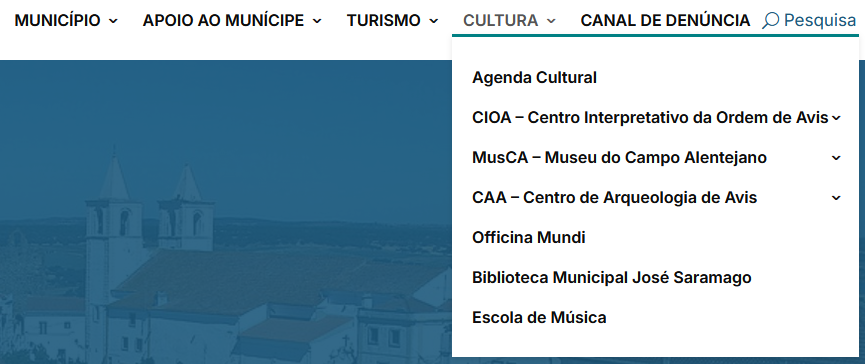 MUNICÍPIO APOIO AO MUNÍCIPE TURISMO CULTURA CANAL DE DENÚNCIA Pesquisa
Agenda Cultural
CIOA – Centro Interpretativo da Ordem de Avis
MusCA – Museu do Campo Alentejano
CAA – Centro de Arqueologia de Avis
Officina Mundi
Biblioteca Municipal José Saramago
Escola de Música